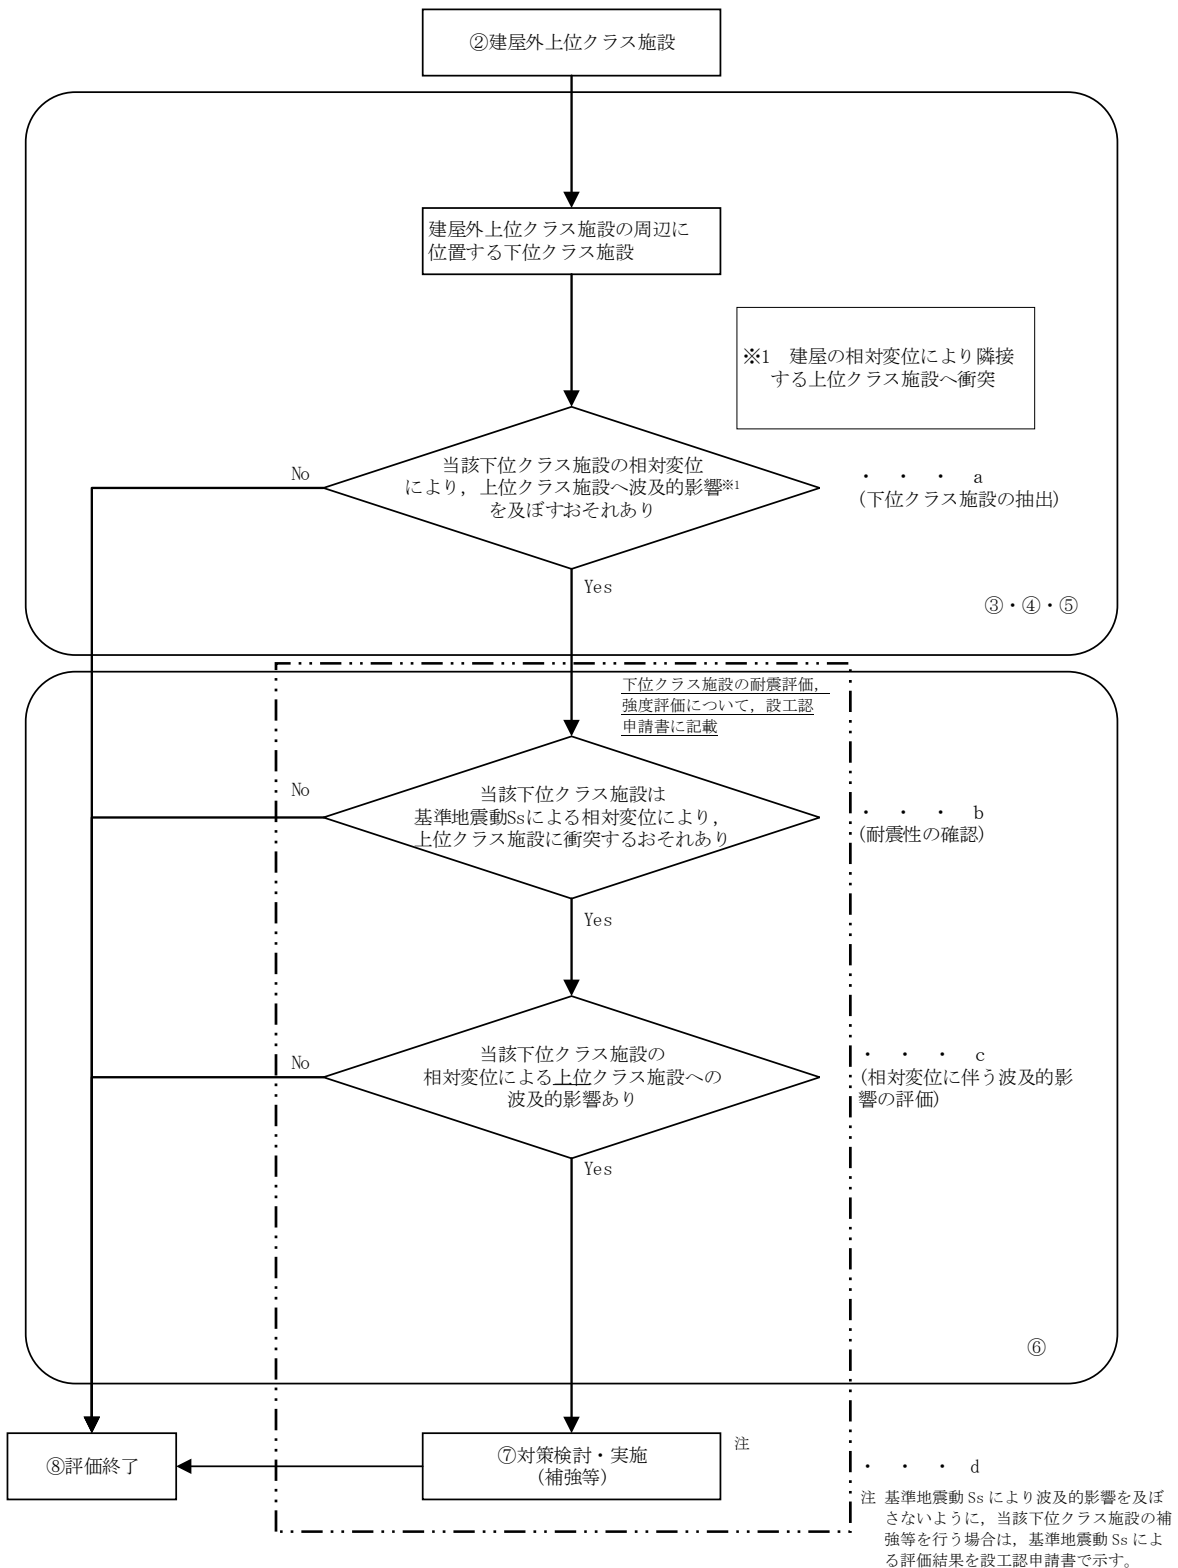 ②建屋外上位クラス施設
建屋外上位クラス施設の周辺に
位置する下位クラス施設
※1　建屋の相対変位により隣接
する上位クラス施設へ衝突
当該下位クラス施設の相対変位
により，上位クラス施設へ波及的影響※1
を及ぼすおそれあり
No
・　・　・　a
(下位クラス施設の抽出)
Yes
③・④・⑤
下位クラス施設の耐震評価，
強度評価について，設工認
申請書に記載
No
当該下位クラス施設は
基準地震動Ssによる相対変位により，
上位クラス施設に衝突するおそれあり
・　・　・　b
(耐震性の確認)
Yes
No
当該下位クラス施設の
相対変位による上位クラス施設への
波及的影響あり
・　・　・　c
(相対変位に伴う波及的影
響の評価)
Yes
⑥
⑧評価終了
⑦対策検討・実施
(補強等)
注
・　・　・　d
注 基準地震動 Ss により波及的影響を及ぼ
さないように，当該下位クラス施設の補
強等を行う場合は，基準地震動 Ss によ
る評価結果を設工認申請書で示す。